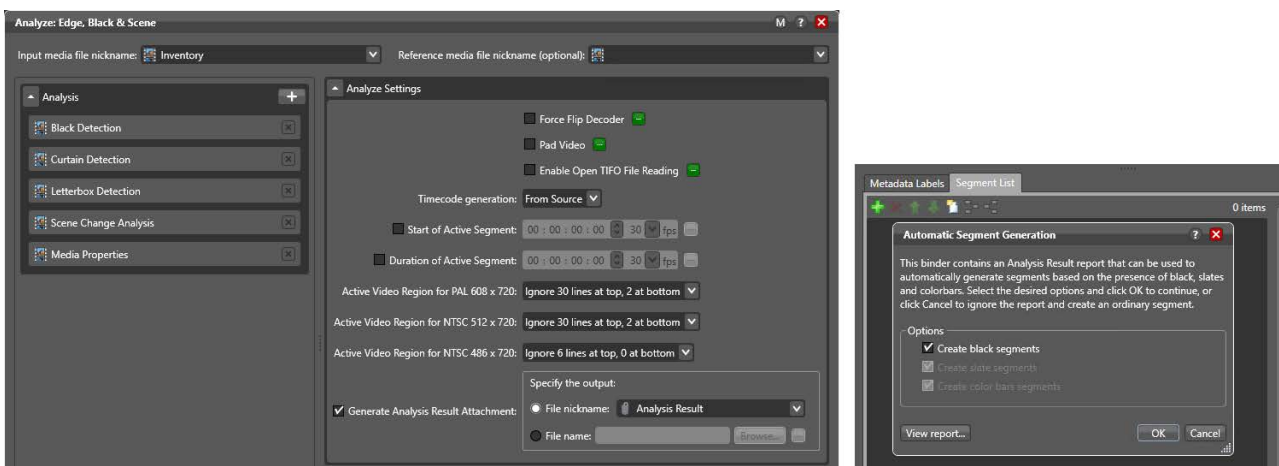 Analyze: Edge, Black & Scene
M ?
Input media file nickname: Inventory
Reference media file nickname (optional):
Analysis
Black Detection
Curtain Detection
Letterbox Detection
Scene Change Analysis
Media Properties
Analyze Settings
Force Flip Decoder
Pad Video
Enable Open TIFO File Reading
Timecode generation: From Source
Start of Active Segment: 00 : 00 : 00 : 00 30 fps
Duration of Active Segment: 00 : 00 : 00 : 00 30 fps
Active Video Region for PAL 608 x 720: Ignore 30 lines at top, 2 at bottom
Active Video Region for NTSC 512 x 720: Ignore 30 lines at top, 2 at bottom
Active Video Region for NTSC 486 x 720: Ignore 6 lines at top, 0 at bottom
Generate Analysis Result Attachment:
Specify the output:
File nickname: Analysis Result
File name: Browse...
Metadata Labels Segment List
0 items
Automatic Segment Generation ?
This binder contains an Analysis Result report that can be used to
automatically generate segments based on the presence of black, slates
and colorbars. Select the desired options and click OK to continue, or
click Cancel to ignore the report and create an ordinary segment.
Options
Create black segments
Create slate segments
Create color bars segments
View report... OK Cancel